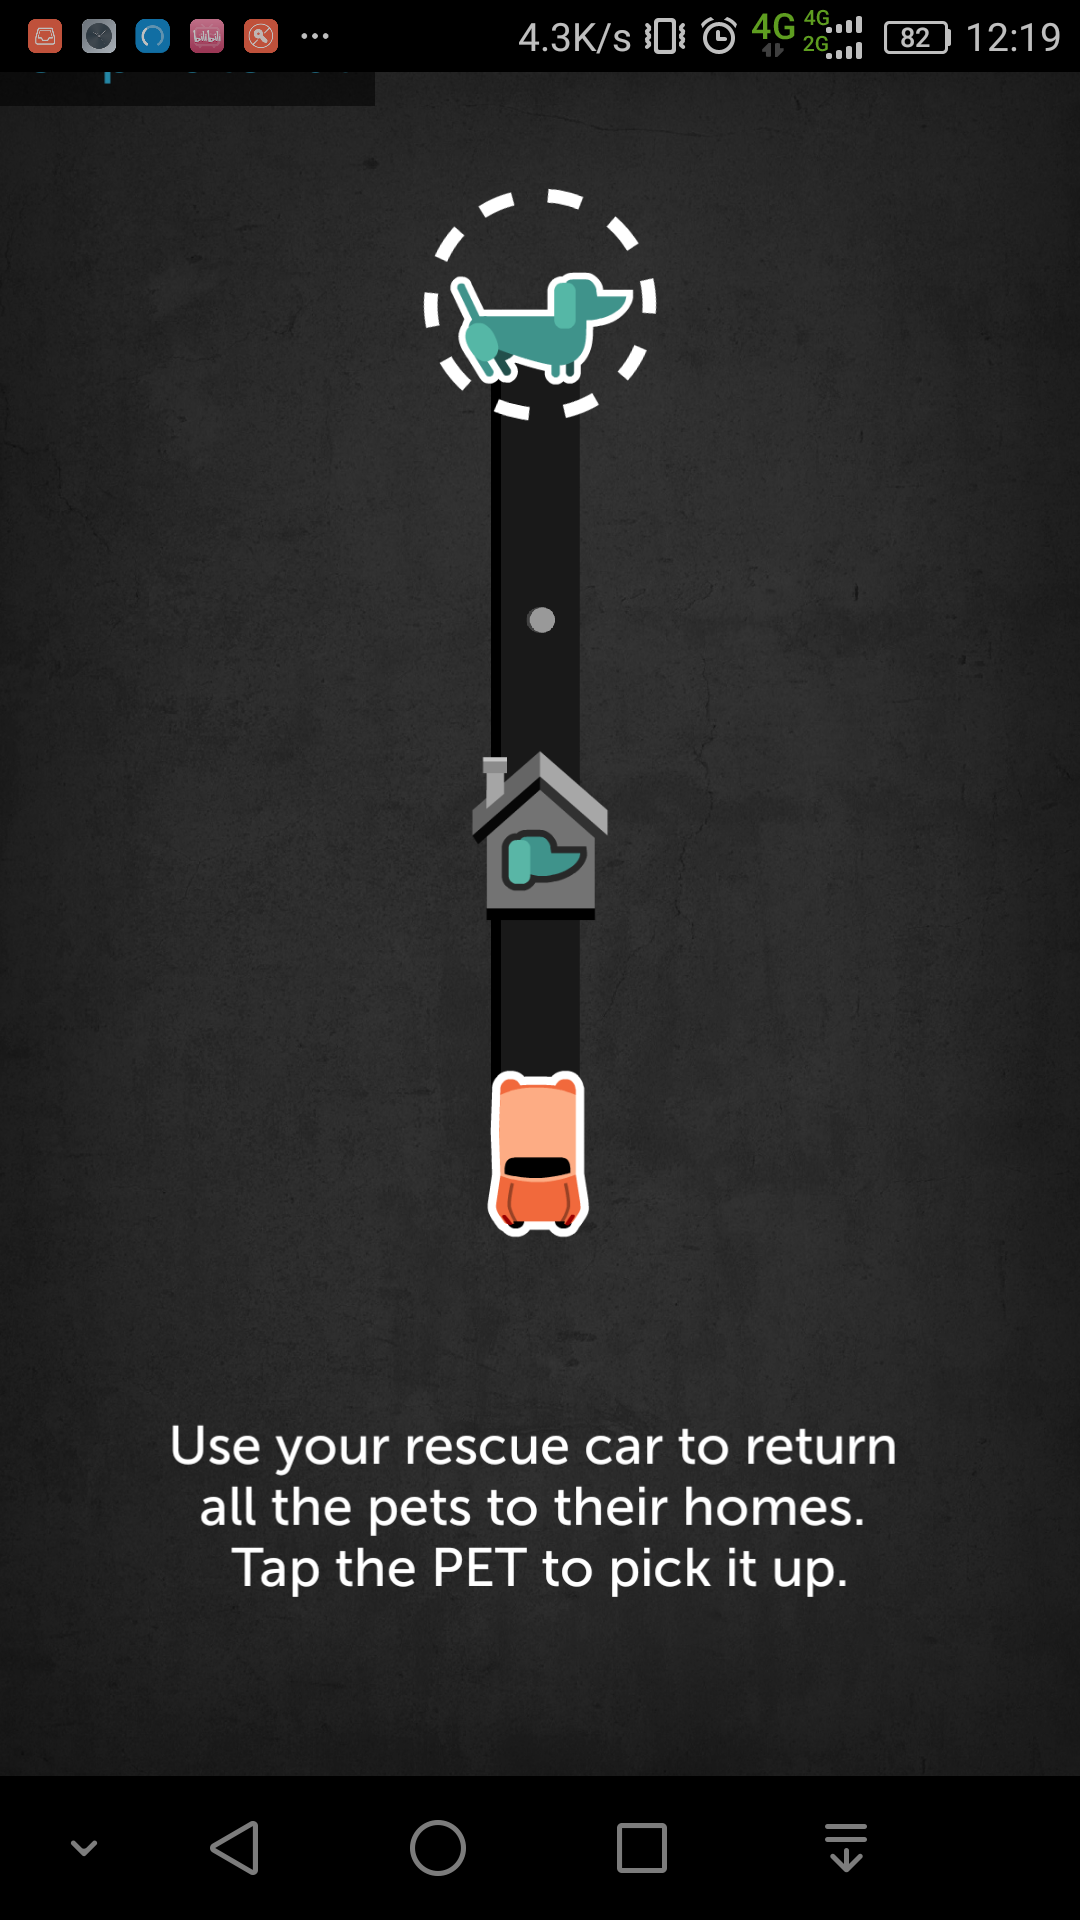 bilibili
4.3K/s
4G
4G
2G
82
12:19
Use your rescue car to return
all the pets to their homes.
Tap the PET to pick it up.